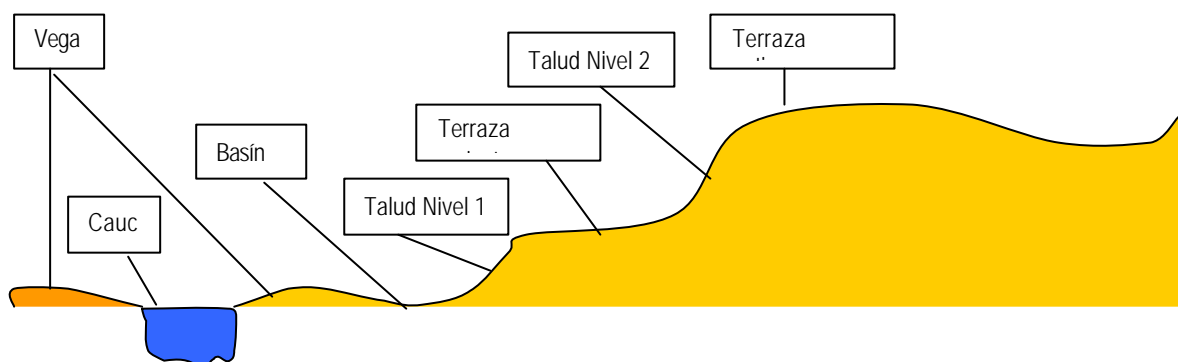 Vega
Terraza
Talud Nivel 2
Terraza
Basín
Talud Nivel 1
Cauc